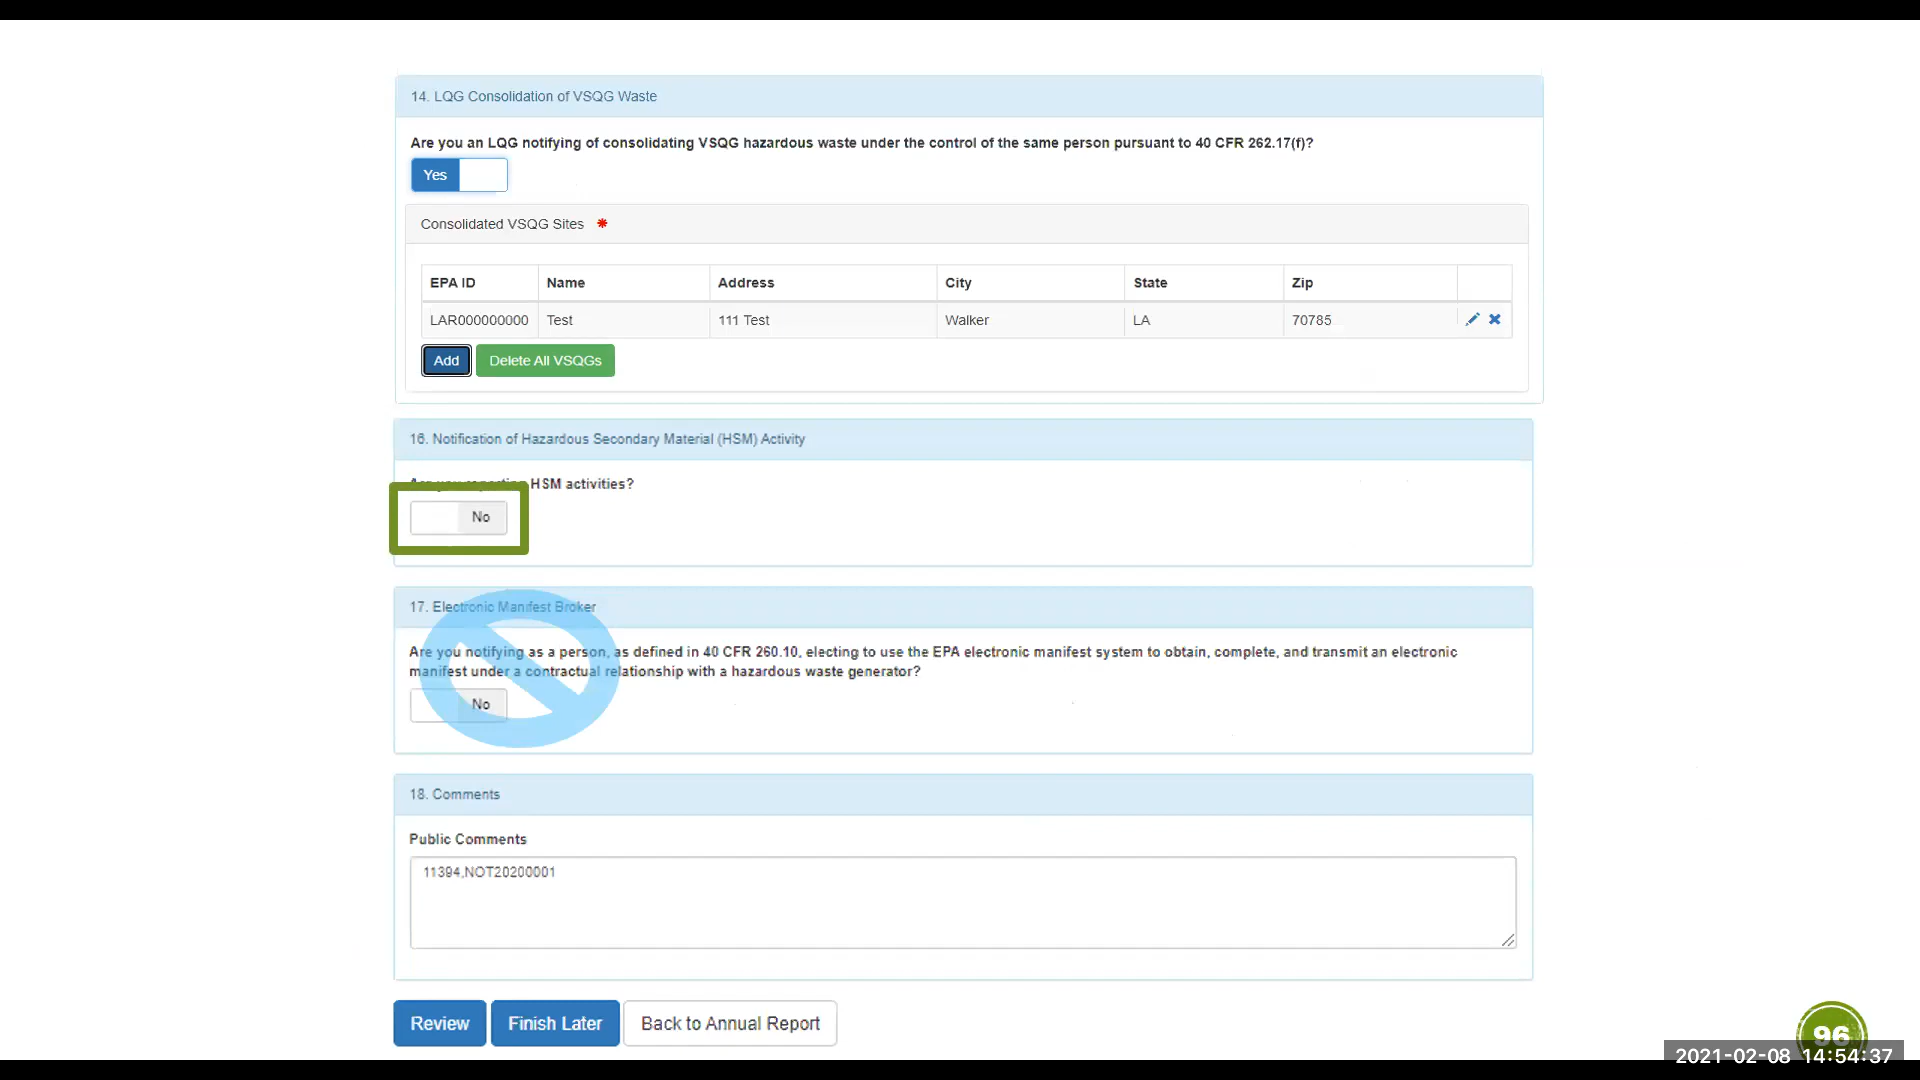 14. LQG Consolidation of VSQG Waste
Are you an LQG notifying of consolidating VSQG hazardous waste under the control of the same person pursuant to 40 CFR 262.17(f)?
Yes
Consolidated VSQG Sites *
EPA ID Name Address City State Zip
LAR000000000 Test 111 Test Walker LA 70785
Add Delete All VSQGs
16. Notification of Hazardous Secondary Material (HSM) Activity
Are you reporting HSM activities?
No
17. Electronic Manifest Broker
Are you notifying as a person, as defined in 40 CFR 260.10, electing to use the EPA electronic manifest system to obtain, complete, and transmit an electronic
manifest under a contractual relationship with a hazardous waste generator?
No
18. Comments
Public Comments
11394,NOT20200001
Review Finish Later Back to Annual Report
96
2021-02-08 14:54:37